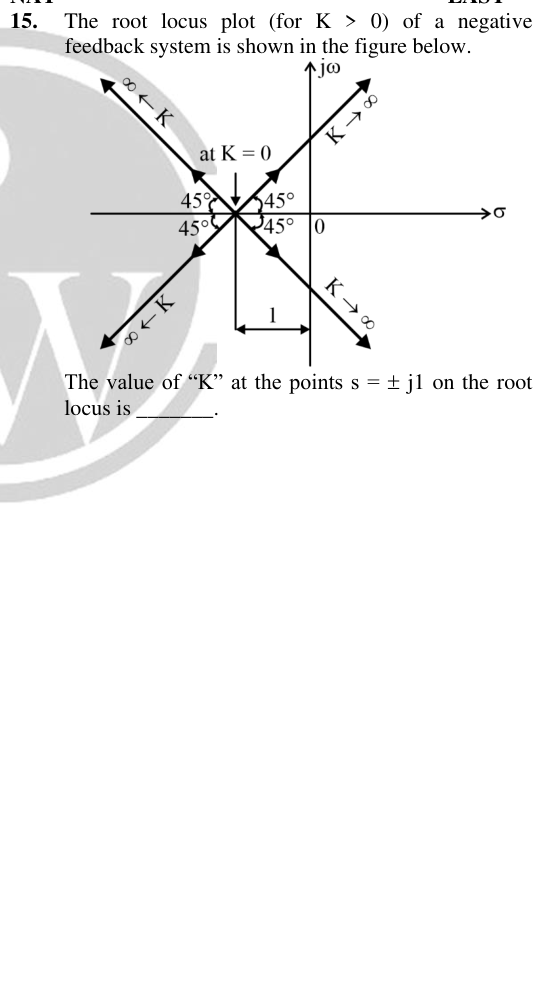 15. The root locus plot (for K > 0) of a negative
feedback system is shown in the figure below.
jω
∞ ← K
K → ∞
at K = 0
45° 45°
σ
45° 45° 0
∞ ← K
K → ∞
1
The value of “K” at the points s = ± j1 on the root
locus is _______.